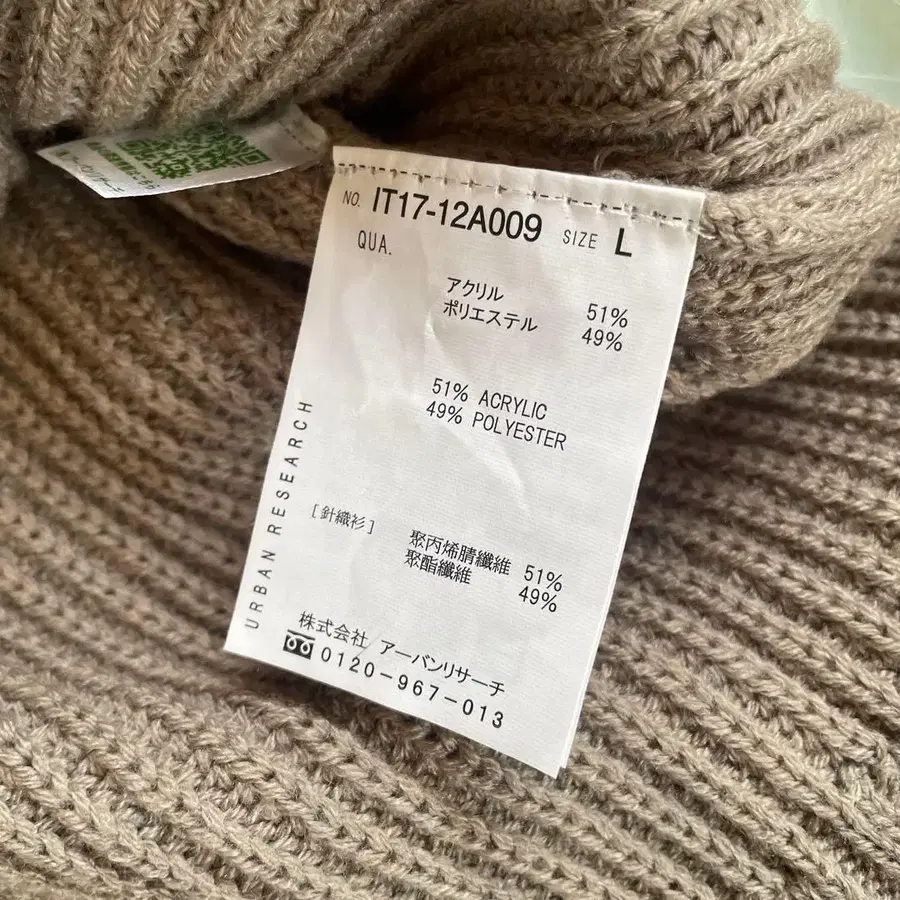 NO. IT17-12A009 SIZE L
QUA.
アクリル 51%
ポリエステル 49%
51% ACRYLIC
49% POLYESTER
[針織衫]
聚丙烯腈纖維 51%
聚酯纖維 49%
URBAN RESEARCH
株式会社 アーバンリサーチ
0120-967-013